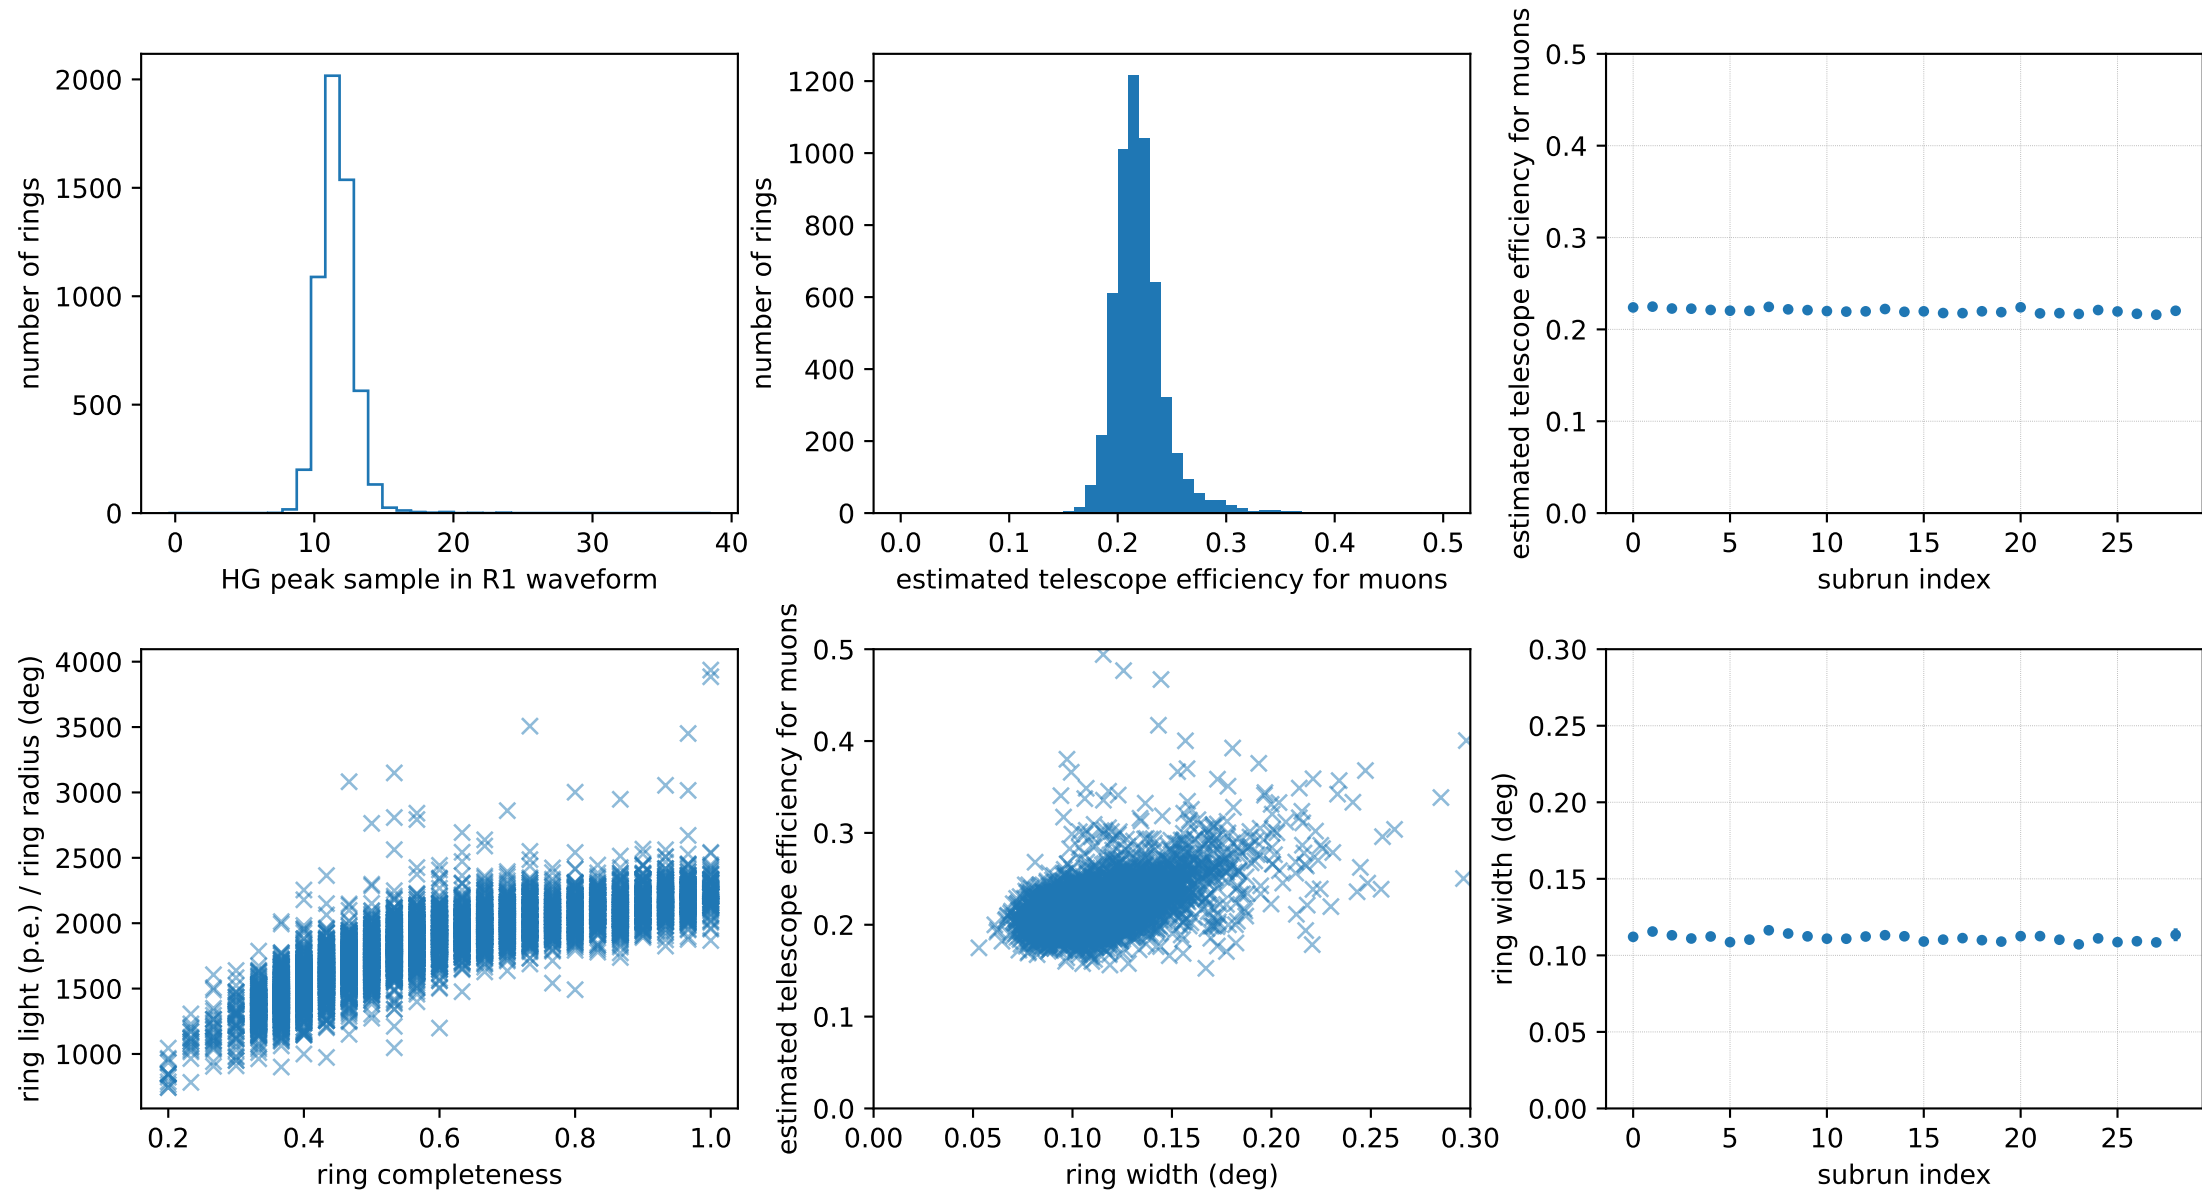 number of rings
2000
1500
1000
500
0
0 10 20 30 40
HG peak sample in R1 waveform
number of rings
1200
1000
800
600
400
200
0
0.0 0.1 0.2 0.3 0.4 0.5
estimated telescope efficiency for muons
estimated telescope efficiency for muons
0.5
0.4
0.3
0.2
0.1
0.0
0 5 10 15 20 25
subrun index
ring light (p.e.) / ring radius (deg)
4000
3500
3000
2500
2000
1500
1000
0.2 0.4 0.6 0.8 1.0
ring completeness
estimated telescope efficiency for muons
0.5
0.4
0.3
0.2
0.1
0.0
0.00 0.05 0.10 0.15 0.20 0.25 0.30
ring width (deg)
ring width (deg)
0.30
0.25
0.20
0.15
0.10
0.05
0.00
0 5 10 15 20 25
subrun index